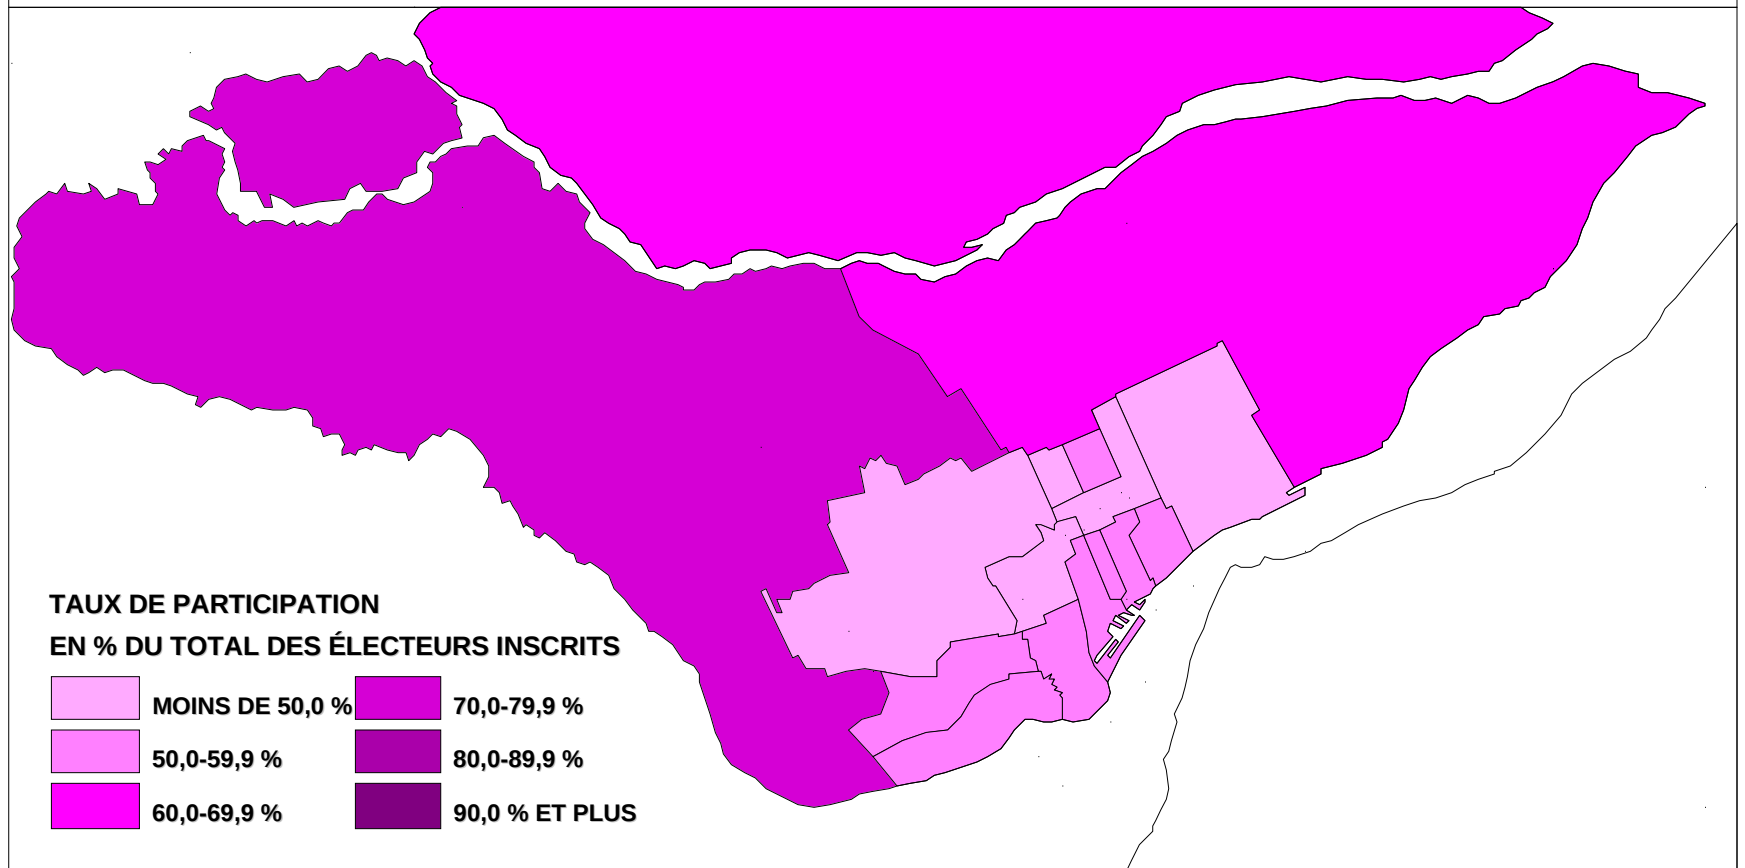 TAUX DE PARTICIPATION
EN % DU TOTAL DES ÉLECTEURS INSCRITS
MOINS DE 50,0 %
50,0-59,9 %
60,0-69,9 %
70,0-79,9 %
80,0-89,9 %
90,0 % ET PLUS